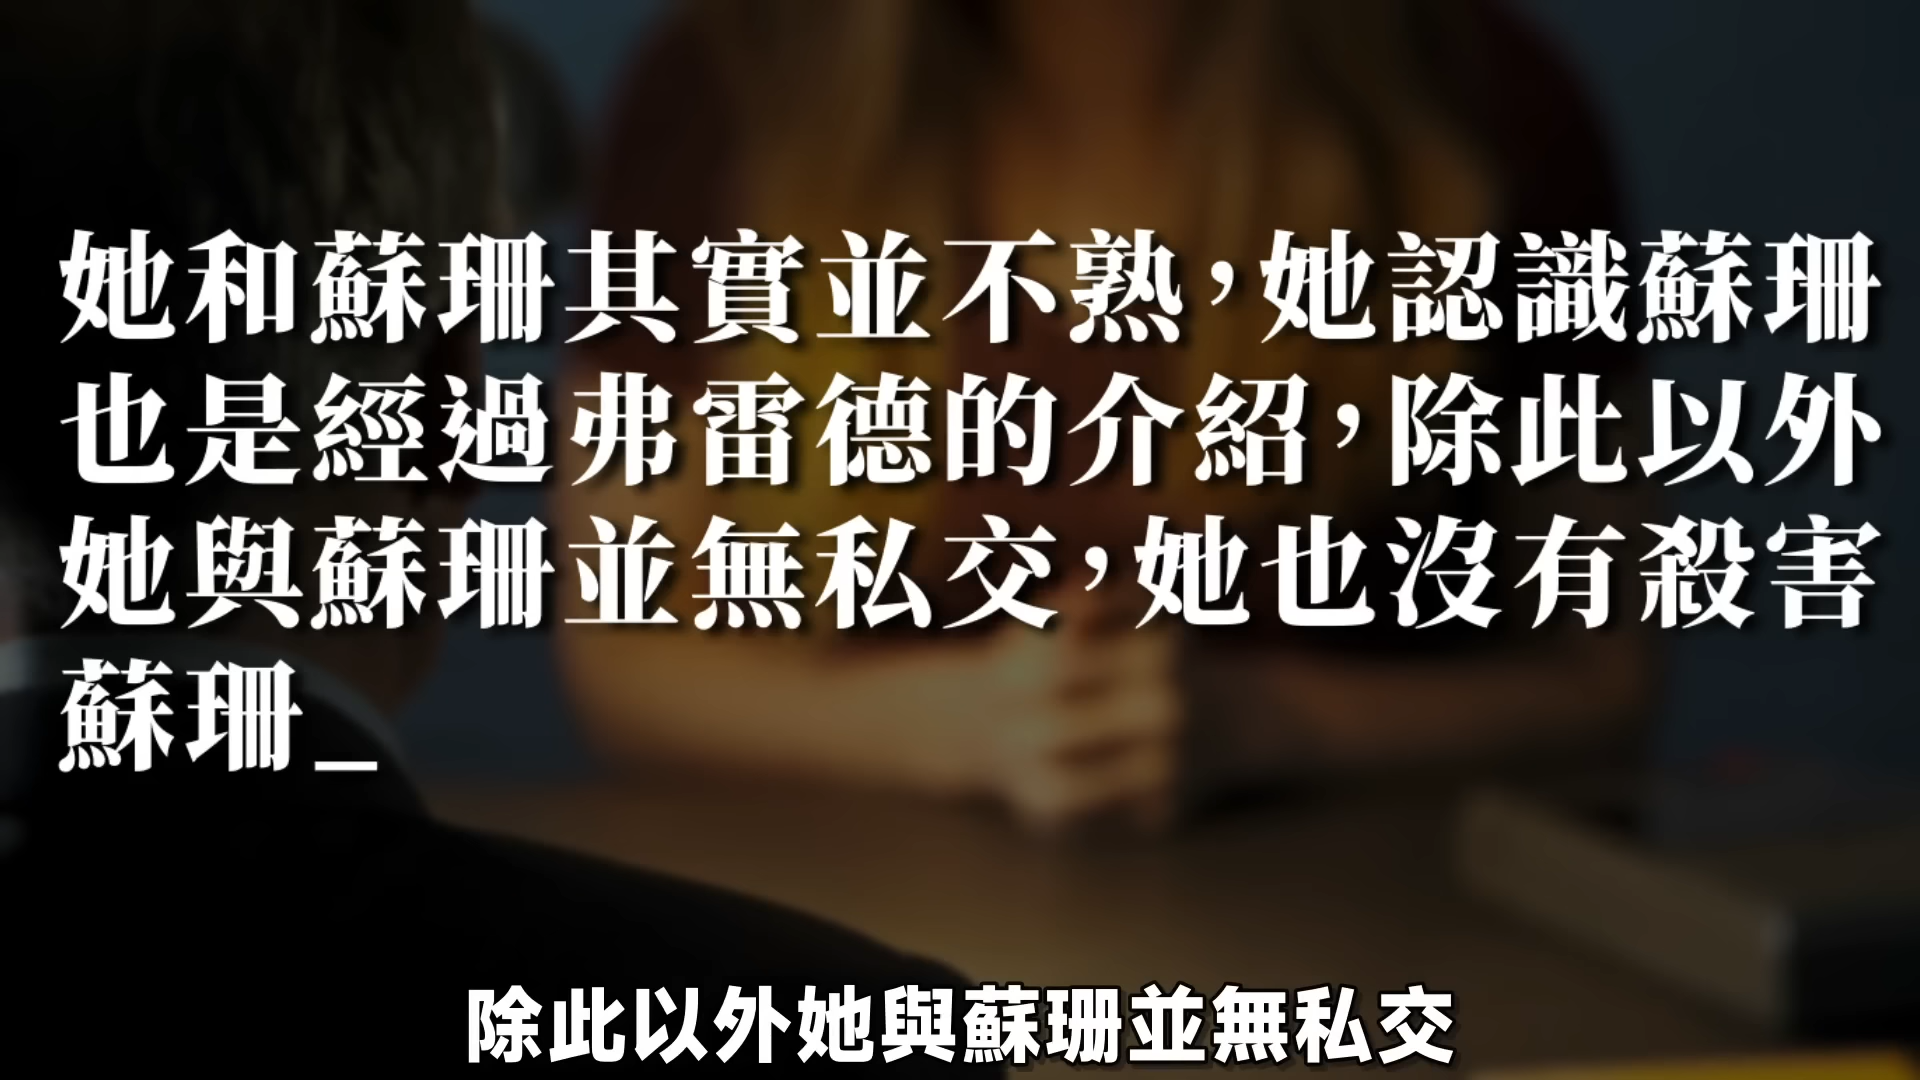 她和蘇珊其實並不熟，她認識蘇珊
也是經過弗雷德的介紹，除此以外
她與蘇珊並無私交，她也沒有殺害
蘇珊_
除此以外她與蘇珊並無私交